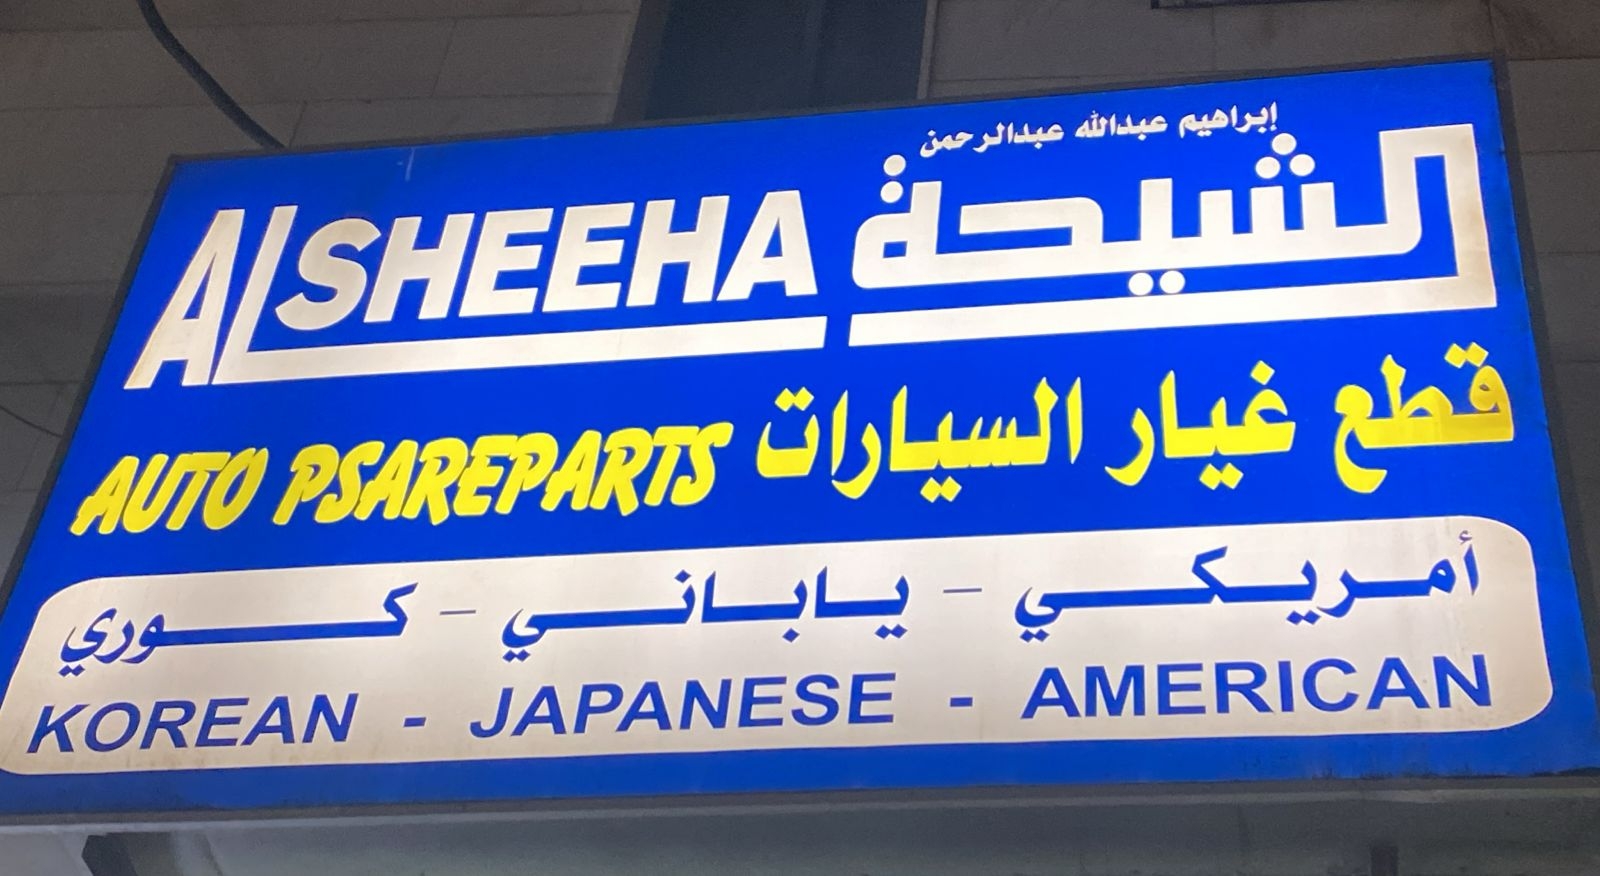 إبراهيم عبدالله عبدالرحمن
الشيحة
ALSHEEHA
قطع غيار السيارات
AUTO PSAREPARTS
أمريكي - ياباني - كوري
KOREAN - JAPANESE - AMERICAN